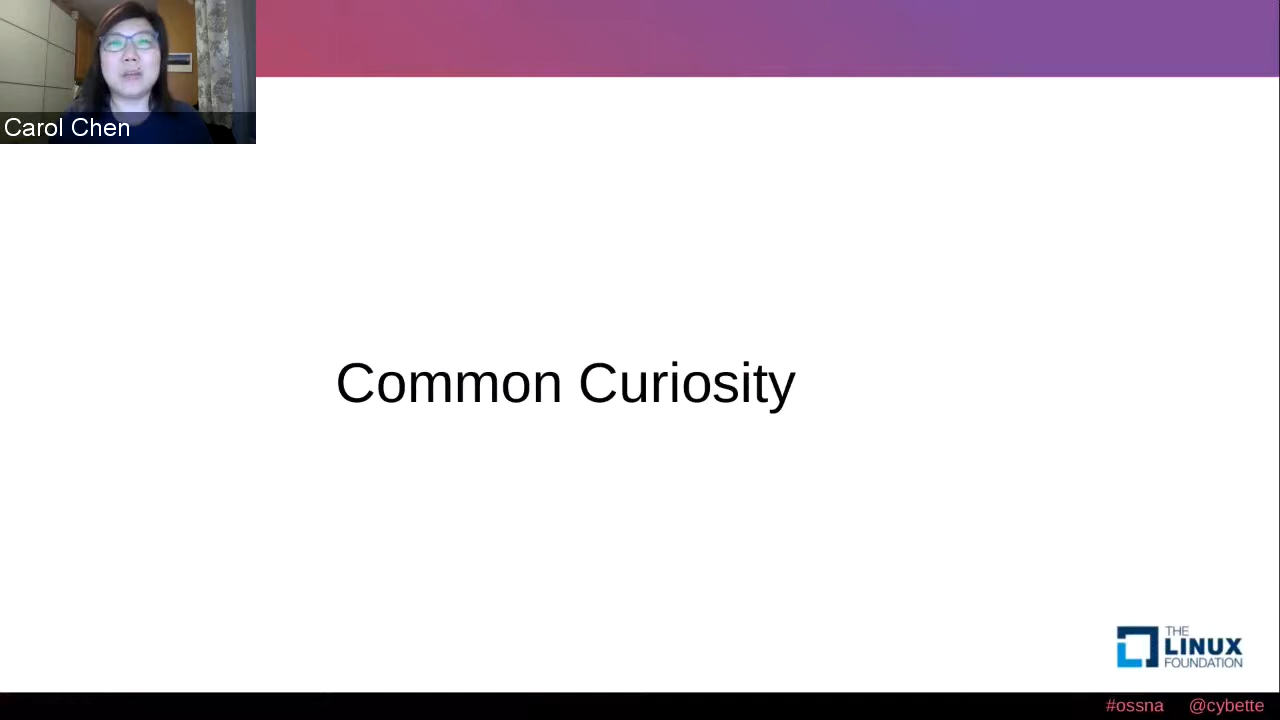 Carol Chen
Common Curiosity
THE
LINUX
FOUNDATION
#ossna @cybette